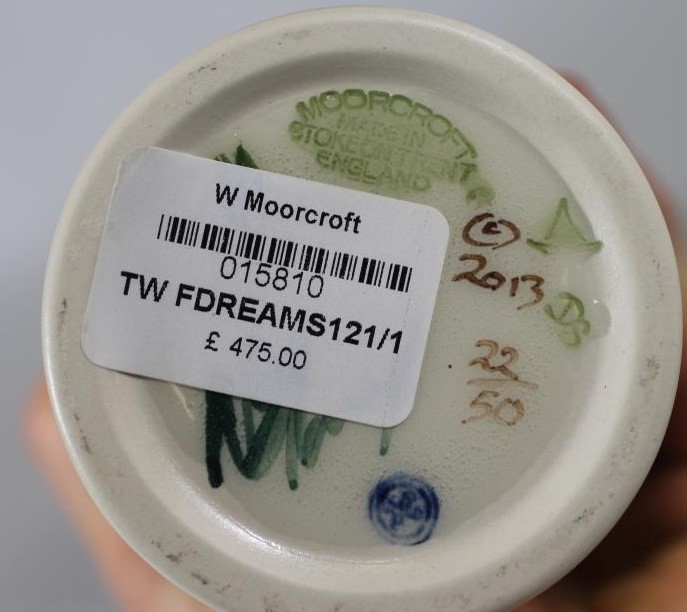 MOORCROFT
MADE IN
STOKE ON TRENT
ENGLAND
W Moorcroft
015810
TW FDREAMS121/1
£ 475.00
©
2013
22
50